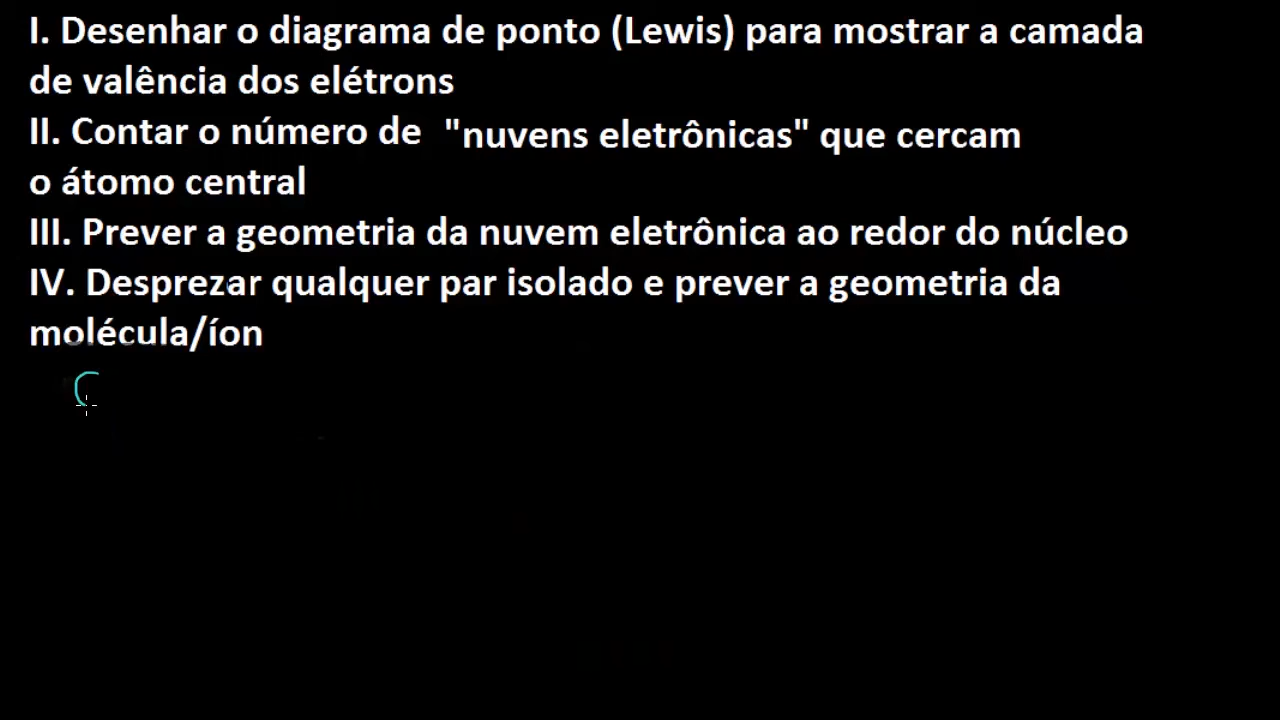 I. Desenhar o diagrama de ponto (Lewis) para mostrar a camada
de valência dos elétrons
II. Contar o número de "nuvens eletrônicas" que cercam
o átomo central
III. Prever a geometria da nuvem eletrônica ao redor do núcleo
IV. Desprezar qualquer par isolado e prever a geometria da
molécula/íon